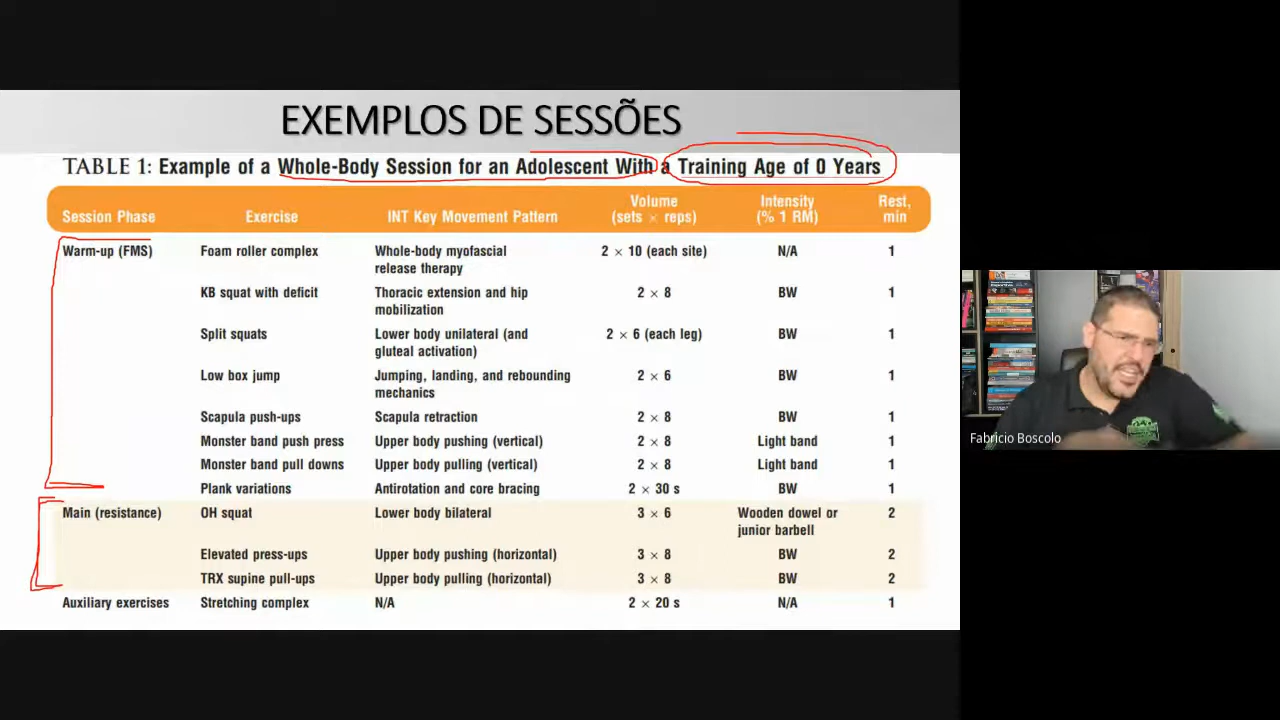 EXEMPLOS DE SESSÕES
TABLE 1: Example of a Whole-Body Session for an Adolescent With a Training Age of 0 Years
Session Phase Exercise INT Key Movement Pattern Volume (sets × reps) Intensity (% 1 RM) Rest, min
Warm-up (FMS) Foam roller complex Whole-body myofascial release therapy 2 × 10 (each site) N/A 1
KB squat with deficit Thoracic extension and hip mobilization 2 × 8 BW 1
Split squats Lower body unilateral (and gluteal activation) 2 × 6 (each leg) BW 1
Low box jump Jumping, landing, and rebounding mechanics 2 × 6 BW 1
Scapula push-ups Scapula retraction 2 × 8 BW 1
Monster band push press Upper body pushing (vertical) 2 × 8 Light band 1
Monster band pull downs Upper body pulling (vertical) 2 × 8 Light band 1
Plank variations Antirotation and core bracing 2 × 30 s BW 1
Main (resistance) OH squat Lower body bilateral 3 × 6 Wooden dowel or junior barbell 2
Elevated press-ups Upper body pushing (horizontal) 3 × 8 BW 2
TRX supine pull-ups Upper body pulling (horizontal) 3 × 8 BW 2
Auxiliary exercises Stretching complex N/A 2 × 20 s N/A 1
Fabricio Boscolo